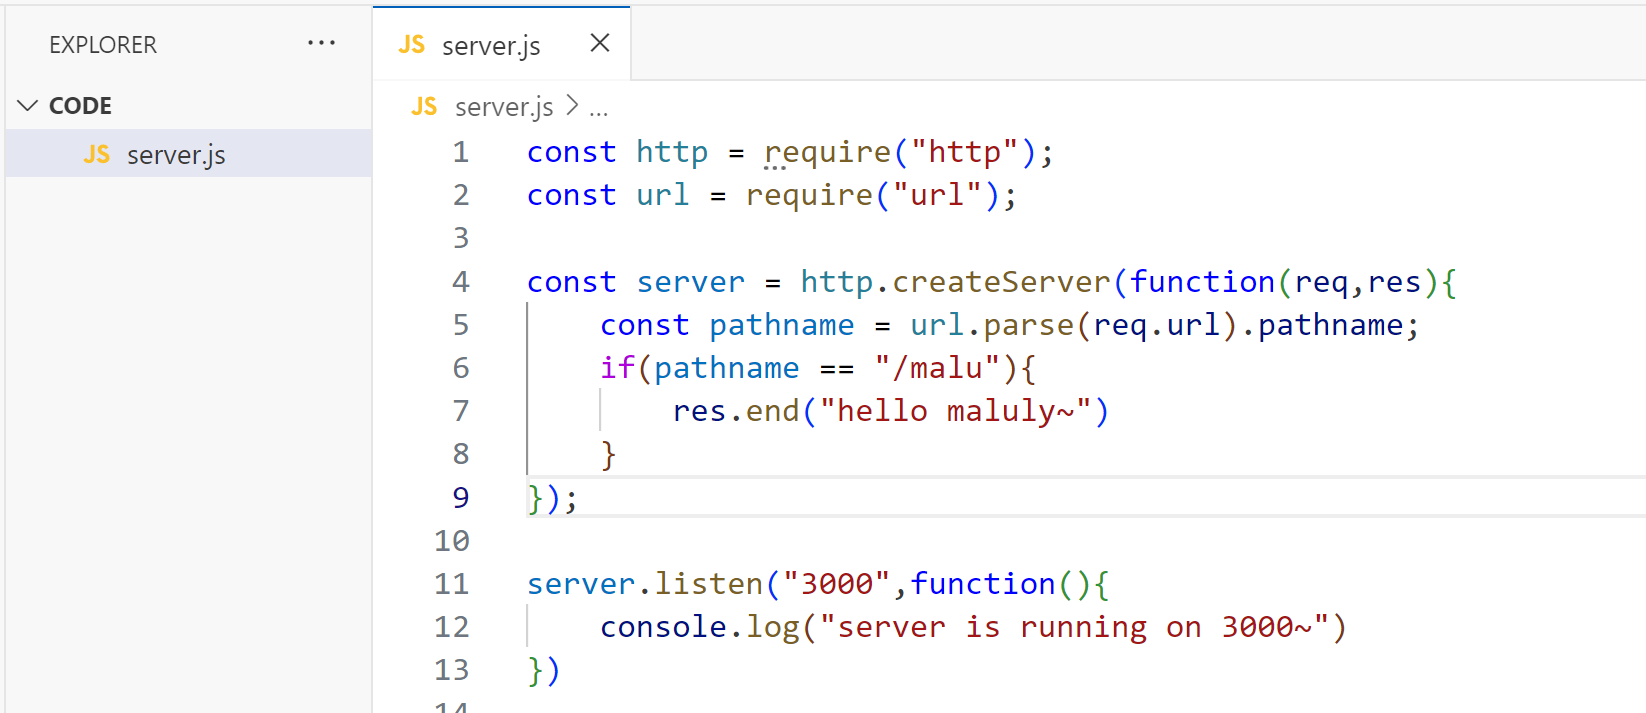 EXPLORER ...
JS server.js ×
CODE
JS server.js > ...
JS server.js
1 const http = require("http");
2 const url = require("url");
3
4 const server = http.createServer(function(req,res){
5 const pathname = url.parse(req.url).pathname;
6 if(pathname == "/malu"){
7 res.end("hello maluly~")
8 }
9 });
10
11 server.listen("3000",function(){
12 console.log("server is running on 3000~")
13 })
14